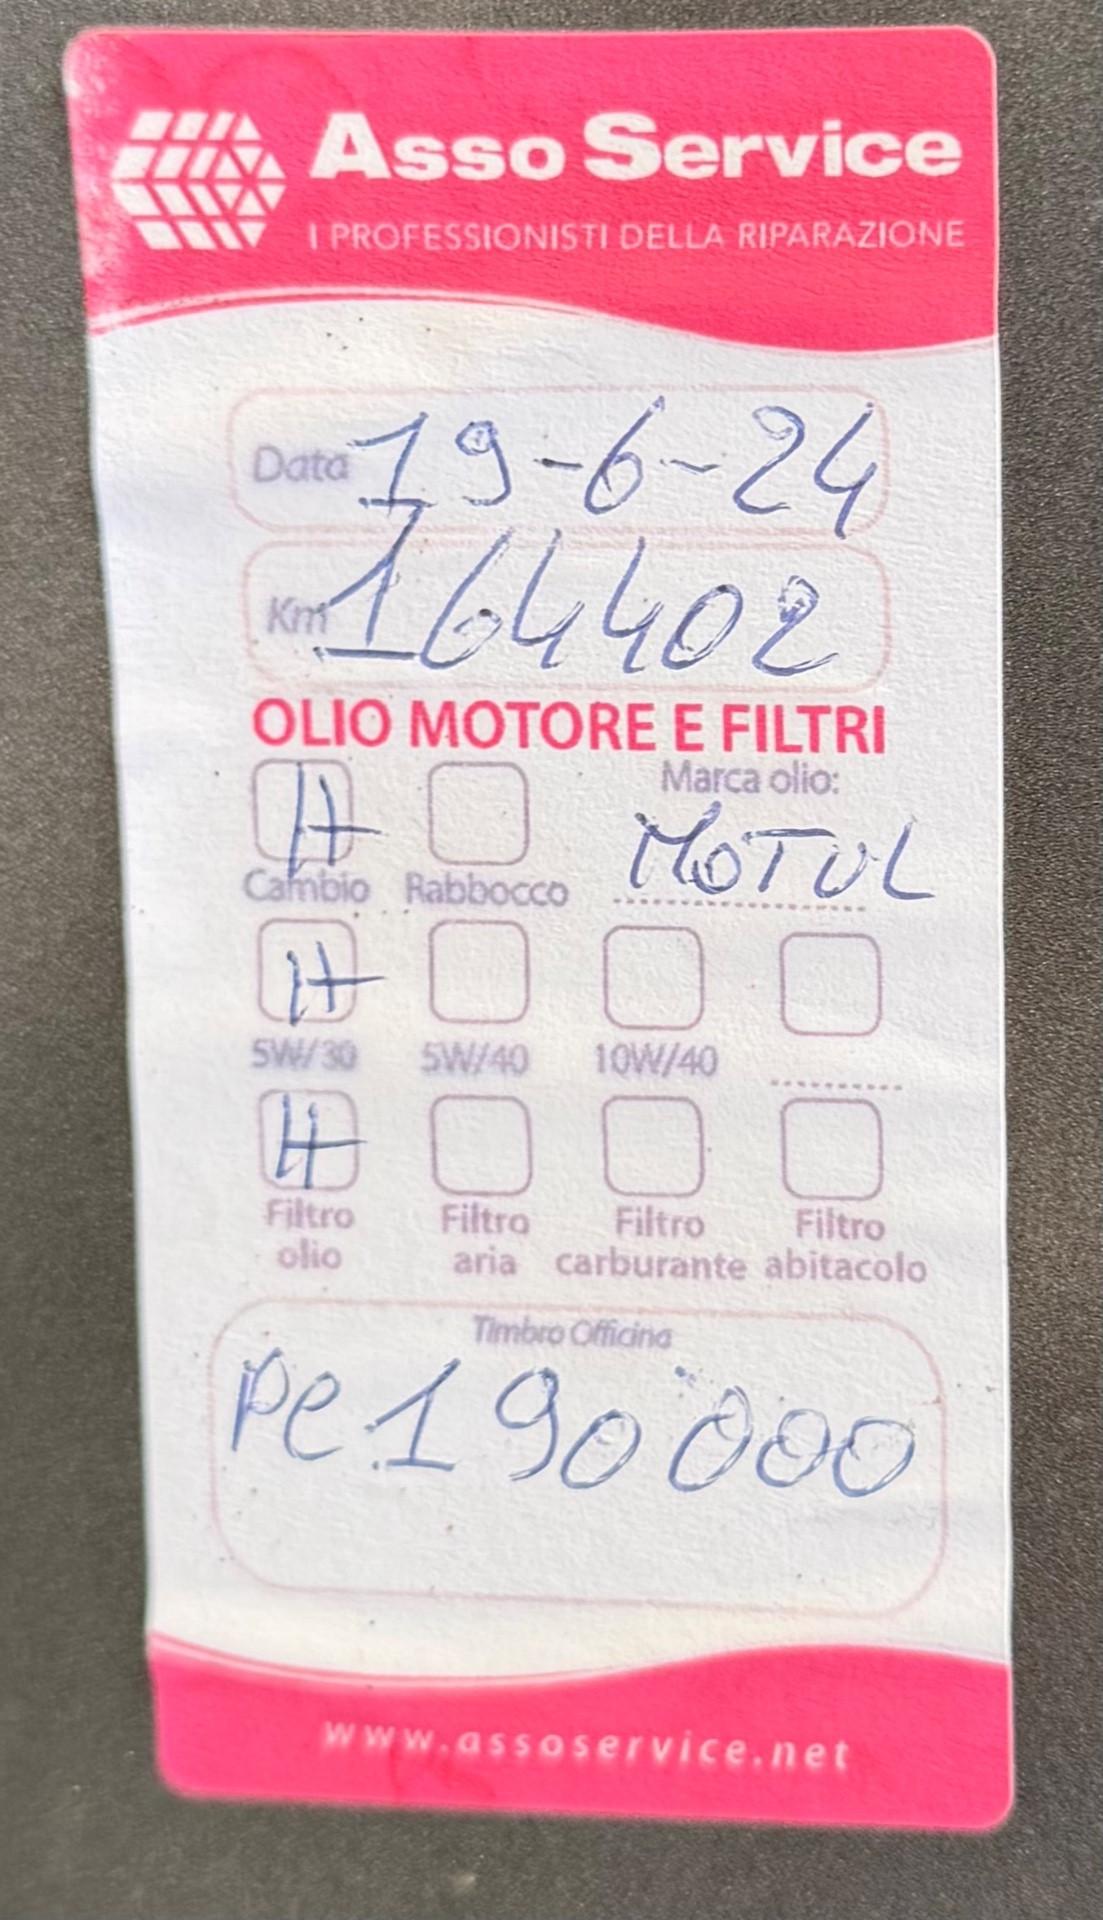 Asso Service
I PROFESSIONISTI DELLA RIPARAZIONE
Data 19-6-24
Km 164402
OLIO MOTORE E FILTRI
Marca olio:
MOTUL
Cambio Rabbocco
5W/30 5W/40 10W/40
Filtro olio
Filtro aria
Filtro carburante
Filtro abitacolo
Timbro Officina
PC 190000
www.assoservice.net